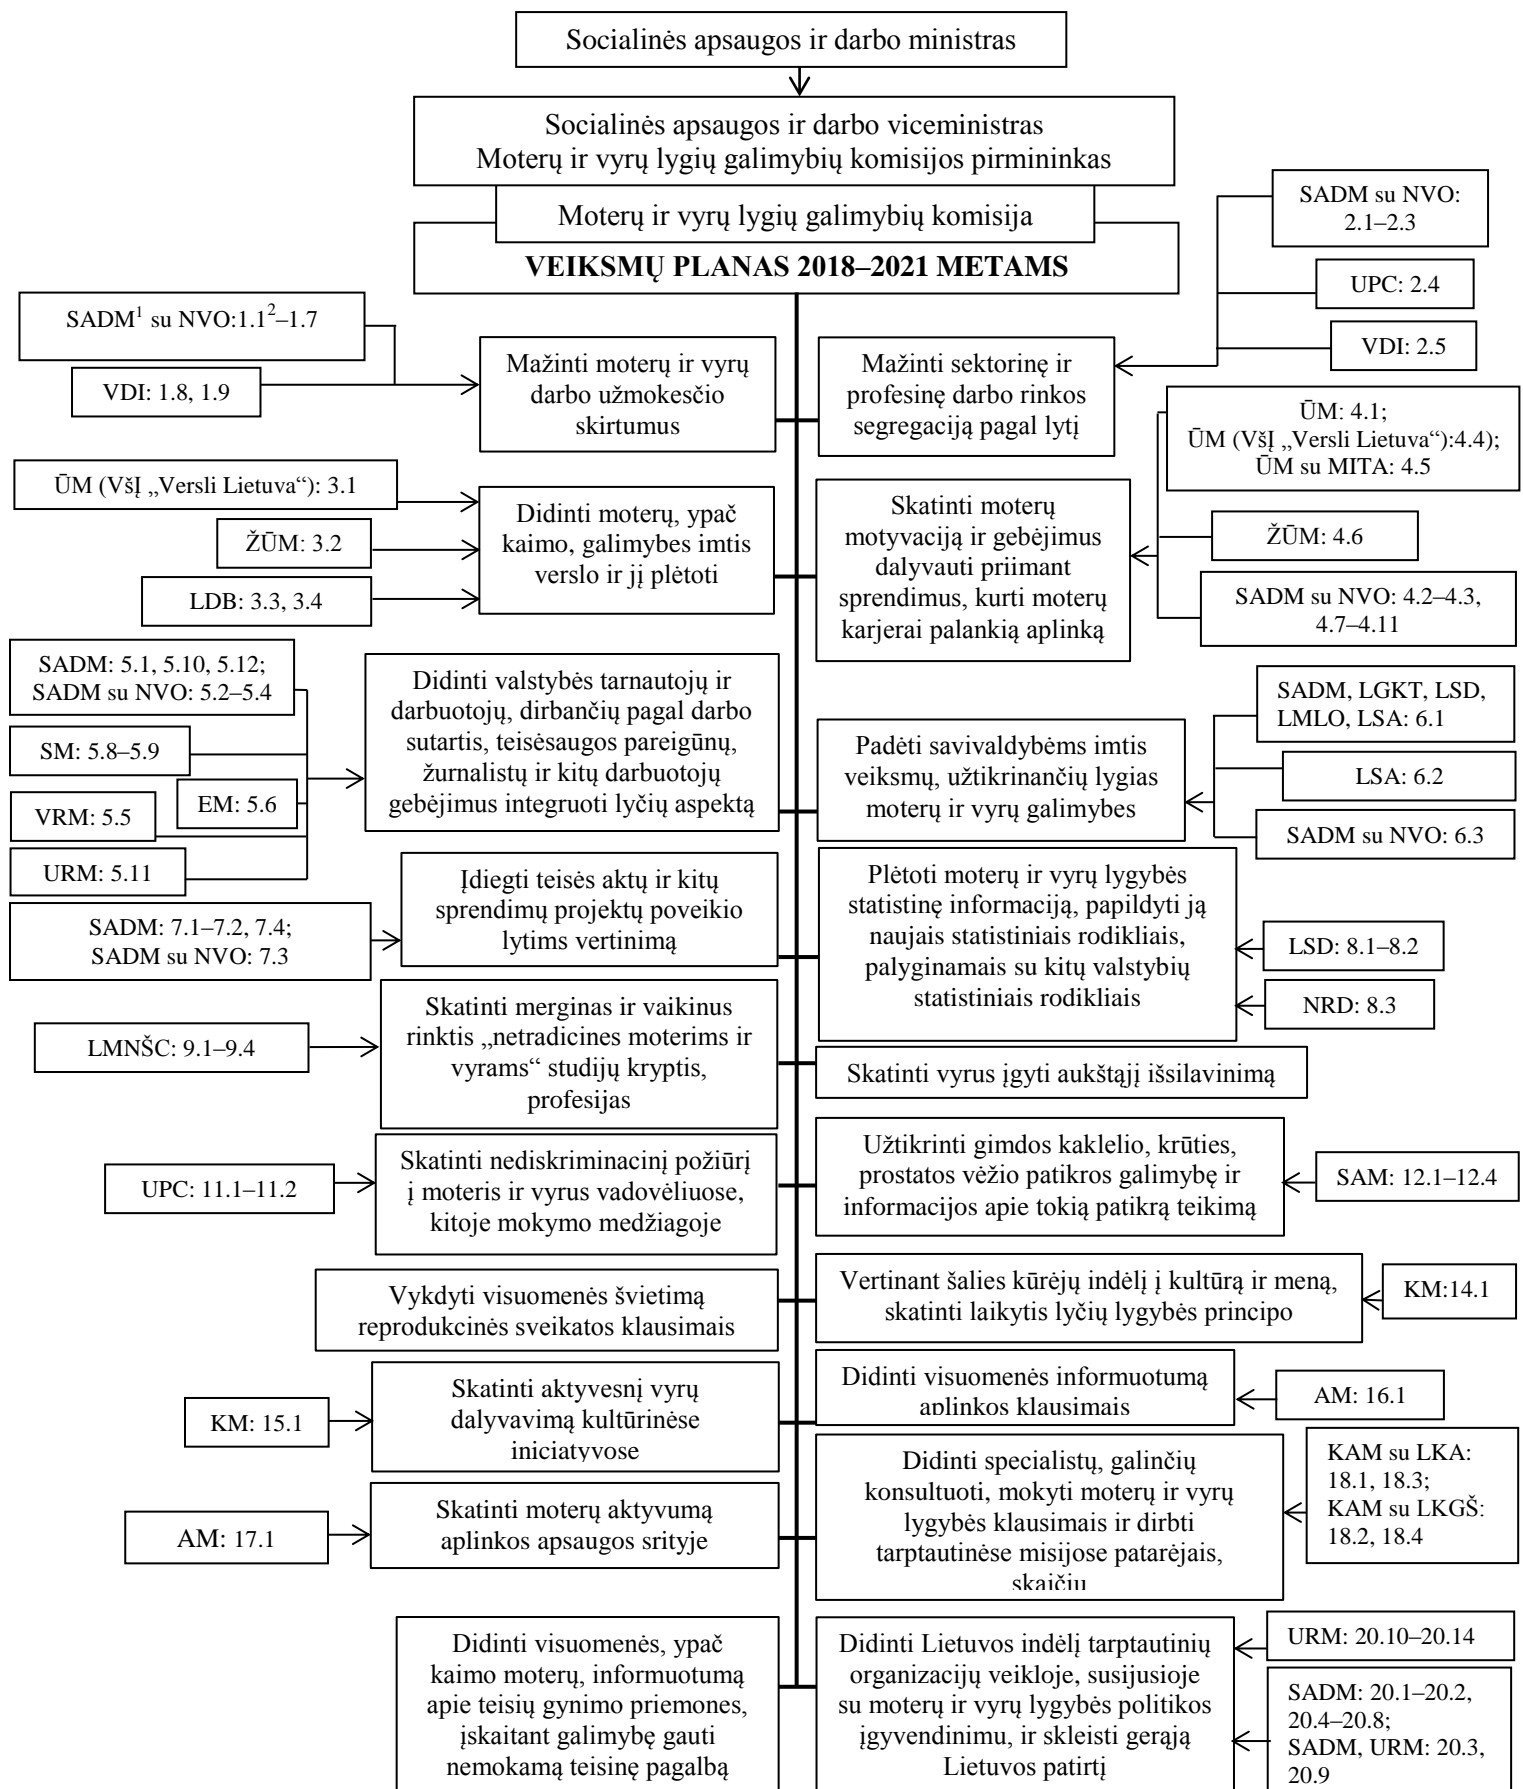 Socialinės apsaugos ir darbo ministras
Socialinės apsaugos ir darbo viceministras
Moterų ir vyrų lygių galimybių komisijos pirmininkas
Moterų ir vyrų lygių galimybių komisija
VEIKSMŲ PLANAS 2018–2021 METAMS
SADM¹ su NVO:1.1²–1.7
VDI: 1.8, 1.9
Mažinti moterų ir vyrų
darbo užmokesčio
skirtumus
Mažinti sektorinę ir
profesinę darbo rinkos
segregaciją pagal lytį
SADM su NVO:
2.1–2.3
UPC: 2.4
VDI: 2.5
ŪM (VšĮ „Versli Lietuva“): 3.1
ŽŪM: 3.2
LDB: 3.3, 3.4
Didinti moterų, ypač
kaimo, galimybes imtis
verslo ir jį plėtoti
Skatinti moterų
motyvaciją ir gebėjimus
dalyvauti priimant
sprendimus, kurti moterų
karjerai palankią aplinką
ŪM: 4.1;
ŪM (VšĮ „Versli Lietuva“):4.4);
ŪM su MITA: 4.5
ŽŪM: 4.6
SADM su NVO: 4.2–4.3,
4.7–4.11
SADM: 5.1, 5.10, 5.12;
SADM su NVO: 5.2–5.4
SM: 5.8–5.9
EM: 5.6
VRM: 5.5
URM: 5.11
Didinti valstybės tarnautojų ir
darbuotojų, dirbančių pagal darbo
sutartis, teisėsaugos pareigūnų,
žurnalistų ir kitų darbuotojų
gebėjimus integruoti lyčių aspektą
Padėti savivaldybėms imtis
veiksmų, užtikrinančių lygias
moterų ir vyrų galimybes
SADM, LGKT, LSD,
LMLO, LSA: 6.1
LSA: 6.2
SADM su NVO: 6.3
SADM: 7.1–7.2, 7.4;
SADM su NVO: 7.3
Įdiegti teisės aktų ir kitų
sprendimų projektų poveikio
lytims vertinimą
Plėtoti moterų ir vyrų lygybės
statistinę informaciją, papildyti ją
naujais statistiniais rodikliais,
palyginamais su kitų valstybių
statistiniais rodikliais
LSD: 8.1–8.2
NRD: 8.3
LMNŠC: 9.1–9.4
Skatinti merginas ir vaikinus
rinktis „netradicines moterims ir
vyrams“ studijų kryptis,
profesijas
Skatinti vyrus įgyti aukštąjį išsilavinimą
UPC: 11.1–11.2
Skatinti nediskriminacinį požiūrį
į moteris ir vyrus vadovėliuose,
kitoje mokymo medžiagoje
Užtikrinti gimdos kaklelio, krūties,
prostatos vėžio patikros galimybę ir
informacijos apie tokią patikrą teikimą
SAM: 12.1–12.4
Vykdyti visuomenės švietimą
reprodukcinės sveikatos klausimais
Vertinant šalies kūrėjų indėlį į kultūrą ir meną,
skatinti laikytis lyčių lygybės principo
KM:14.1
KM: 15.1
Skatinti aktyvesnį vyrų
dalyvavimą kultūrinėse
iniciatyvose
Didinti visuomenės informuotumą
aplinkos klausimais
AM: 16.1
AM: 17.1
Skatinti moterų aktyvumą
aplinkos apsaugos srityje
Didinti specialistų, galinčių
konsultuoti, mokyti moterų ir vyrų
lygybės klausimais ir dirbti
tarptautinėse misijose patarėjais,
skaičių
KAM su LKA:
18.1, 18.3;
KAM su LKGŠ:
18.2, 18.4
Didinti visuomenės, ypač
kaimo moterų, informuotumą
apie teisių gynimo priemones,
įskaitant galimybę gauti
nemokamą teisinę pagalbą
Didinti Lietuvos indėlį tarptautinių
organizacijų veikloje, susijusioje
su moterų ir vyrų lygybės politikos
įgyvendinimu, ir skleisti gerąją
Lietuvos patirtį
URM: 20.10–20.14
SADM: 20.1–20.2,
20.4–20.8;
SADM, URM: 20.3,
20.9